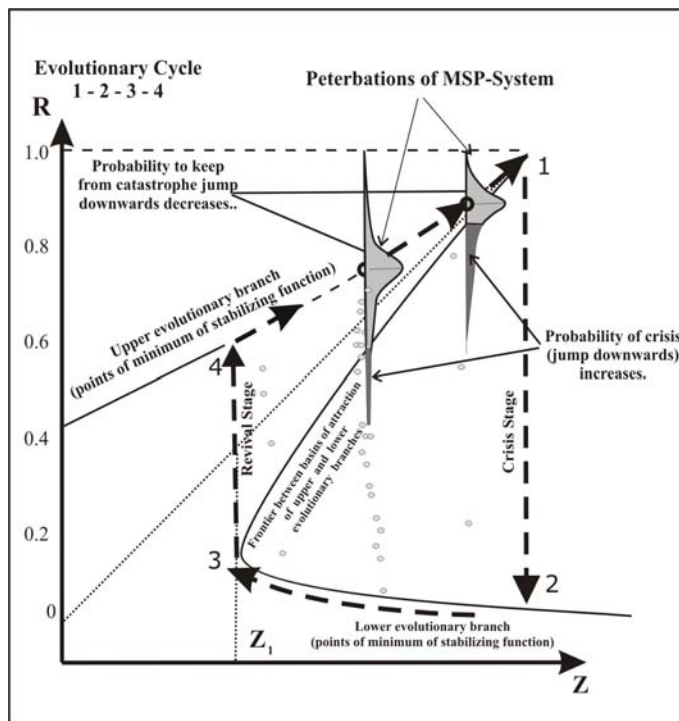 Evolutionary Cycle
1 - 2 - 3 - 4
R
Peterbations of MSP-System
1.0
1
Probability to keep
from catastrophe jump
downwards decreases..
0.8
Upper evolutionary branch
(points of minimum of stabilizing function)
0.6
4
Probability of crisis
(jump downwards)
increases.
Revival Stage
Frontier between basins of attraction
of upper and lower
evolutionary branches
Crisis Stage
0.4
0.2
3
2
0
Lower evolutionary branch
(points of minimum of stabilizing function)
Z1
Z